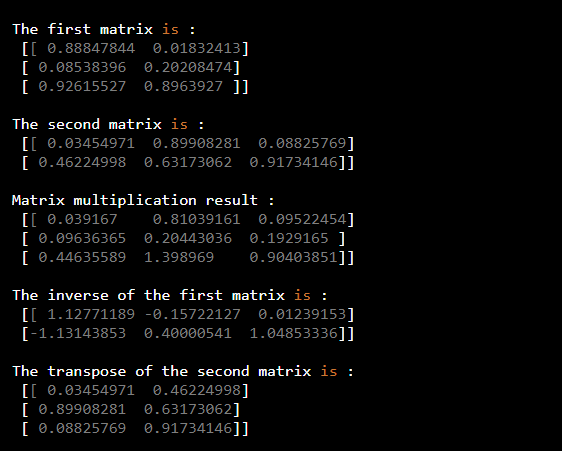 The first matrix is :
[[ 0.88847844 0.01832413]
[ 0.08538396 0.20208474]
[ 0.92615527 0.8963927 ]]
The second matrix is :
[[ 0.03454971 0.89908281 0.08825769]
[ 0.46224998 0.63173062 0.91734146]]
Matrix multiplication result :
[[ 0.039167 0.81039161 0.09522454]
[ 0.09636365 0.20443036 0.1929165 ]
[ 0.44635589 1.398969 0.90403851]]
The inverse of the first matrix is :
[[ 1.12771189 -0.15722127 0.01239153]
[-1.13143853 0.40000541 1.04853336]]
The transpose of the second matrix is :
[[ 0.03454971 0.46224998]
[ 0.89908281 0.63173062]
[ 0.08825769 0.91734146]]